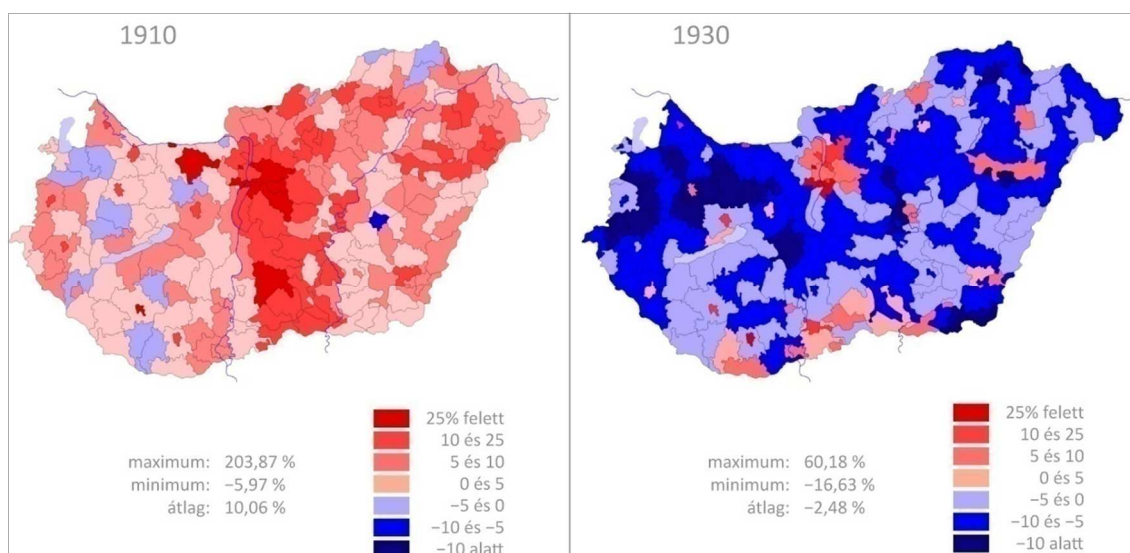 1910
25% felett
10 és 25
5 és 10
0 és 5
−5 és 0
−10 és −5
−10 alatt
maximum: 203,87 %
minimum: −5,97 %
átlag: 10,06 %
1930
25% felett
10 és 25
5 és 10
0 és 5
−5 és 0
−10 és −5
−10 alatt
maximum: 60,18 %
minimum: −16,63 %
átlag: −2,48 %